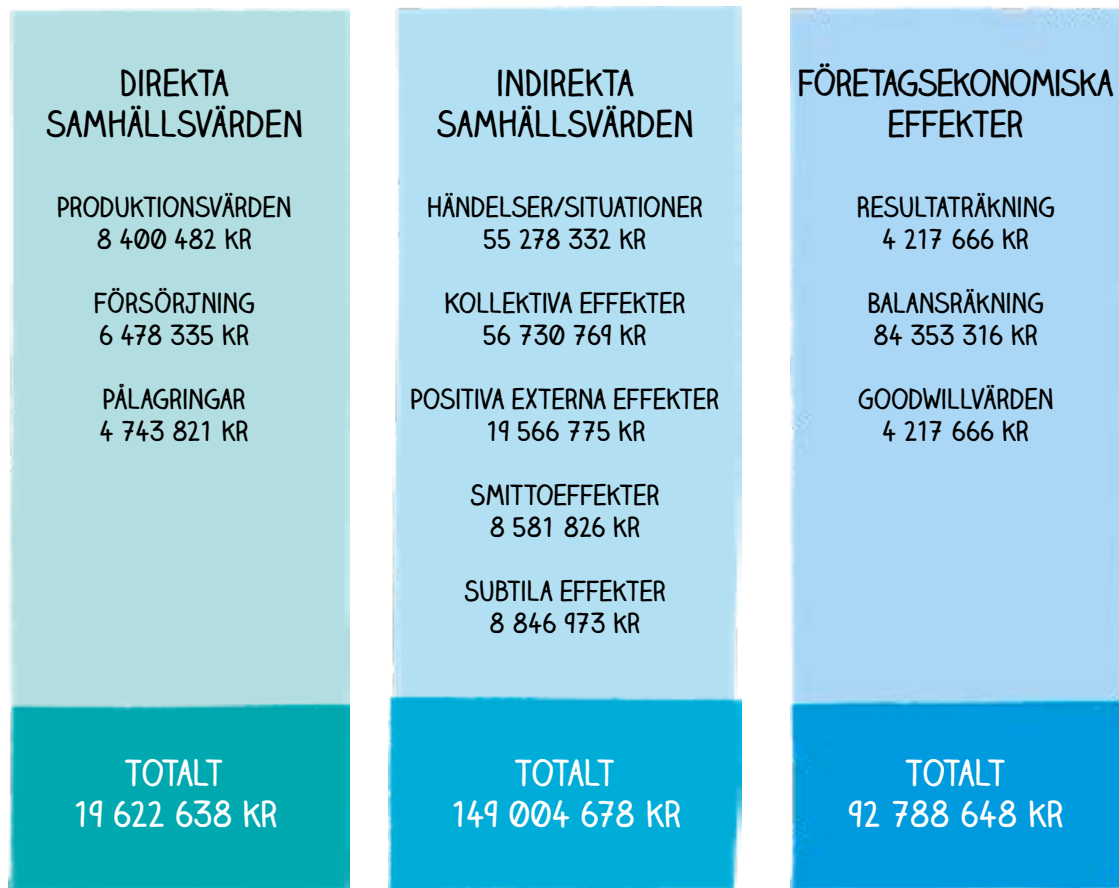 DIREKTA
SAMHÄLLSVÄRDEN
PRODUKTIONSVÄRDEN
8 400 482 KR
FÖRSÖRJNING
6 478 335 KR
PÅLAGRINGAR
4 743 821 KR
TOTALT
19 622 638 KR
INDIREKTA
SAMHÄLLSVÄRDEN
HÄNDELSER/SITUATIONER
55 278 332 KR
KOLLEKTIVA EFFEKTER
56 730 769 KR
POSITIVA EXTERNA EFFEKTER
19 566 775 KR
SMITTOEFFEKTER
8 581 826 KR
SUBTILA EFFEKTER
8 846 973 KR
TOTALT
149 004 678 KR
FÖRETAGSEKONOMISKA
EFFEKTER
RESULTATRÄKNING
4 217 666 KR
BALANSRÄKNING
84 353 316 KR
GOODWILLVÄRDEN
4 217 666 KR
TOTALT
92 788 648 KR